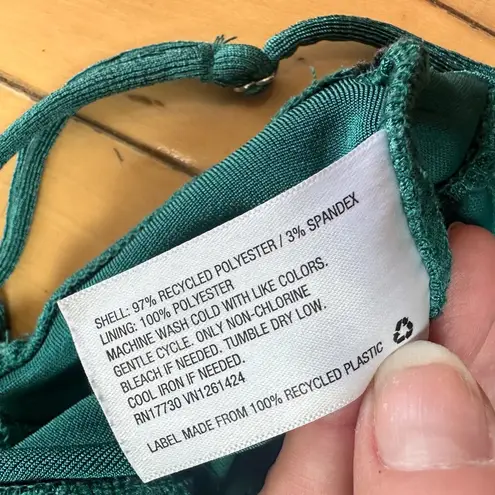 SHELL: 97% RECYCLED POLYESTER / 3% SPANDEX
LINING: 100% POLYESTER
MACHINE WASH COLD WITH LIKE COLORS.
GENTLE CYCLE. ONLY NON-CHLORINE
BLEACH IF NEEDED. TUMBLE DRY LOW.
COOL IRON IF NEEDED.
RN17730 VN1261424
LABEL MADE FROM 100% RECYCLED PLASTIC